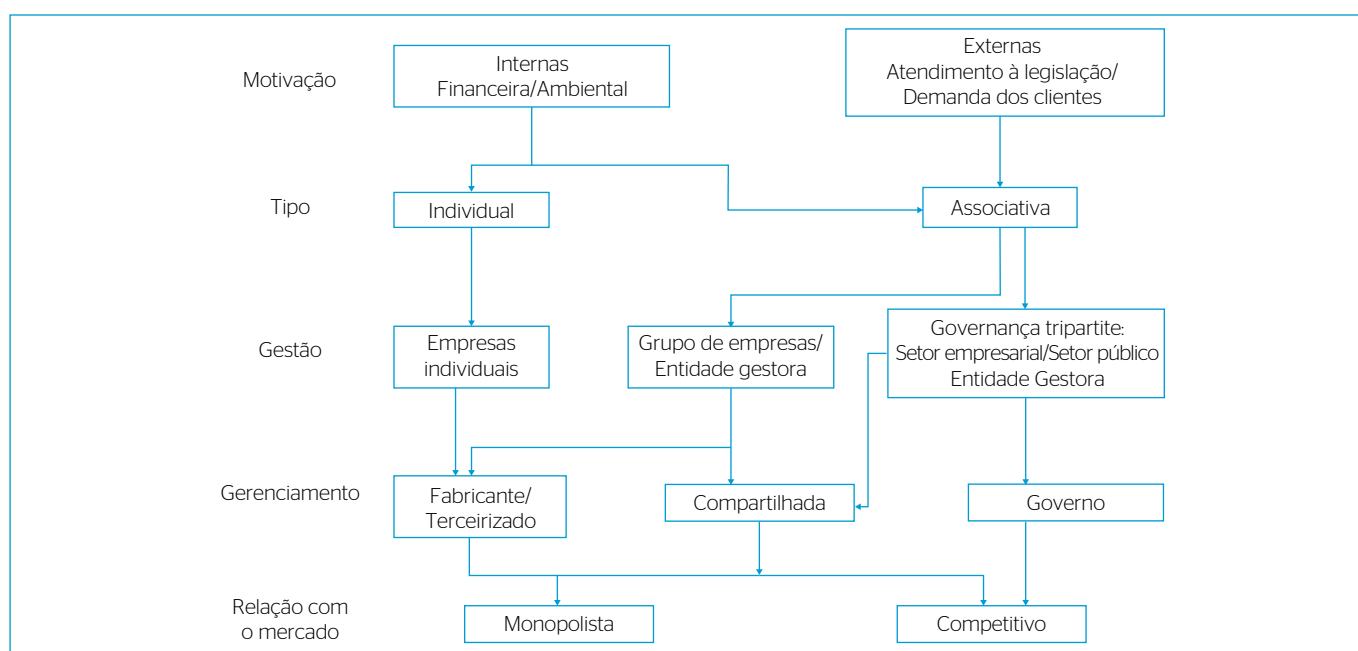 Motivação
Internas
Financeira/Ambiental
Externas
Atendimento à legislação/
Demanda dos clientes
Tipo
Individual
Associativa
Gestão
Empresas
individuais
Grupo de empresas/
Entidade gestora
Governança tripartite:
Setor empresarial/Setor público
Entidade Gestora
Gerenciamento
Fabricante/
Terceirizado
Compartilhada
Governo
Relação com
o mercado
Monopolista
Competitivo